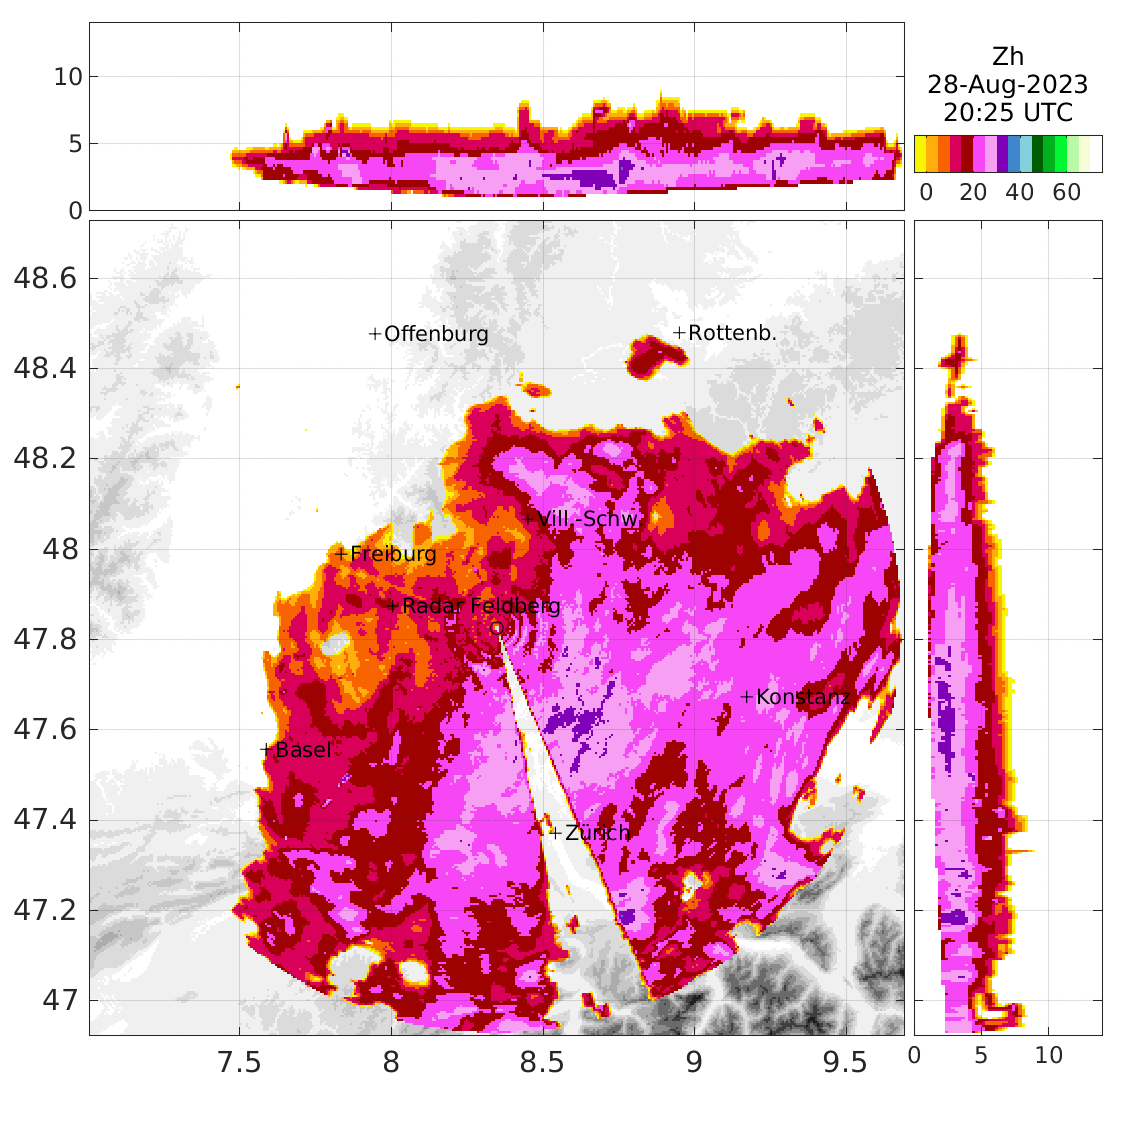 Zh
28-Aug-2023
20:25 UTC
0 20 40 60
10
5
0
48.6
48.4
48.2
48
47.8
47.6
47.4
47.2
47
+Offenburg
+Rottenb.
+Vill.-Schw.
+Freiburg
+Radar Feldberg
+Konstanz
+Basel
+Zürich
7.5 8 8.5 9 9.5
0 5 10